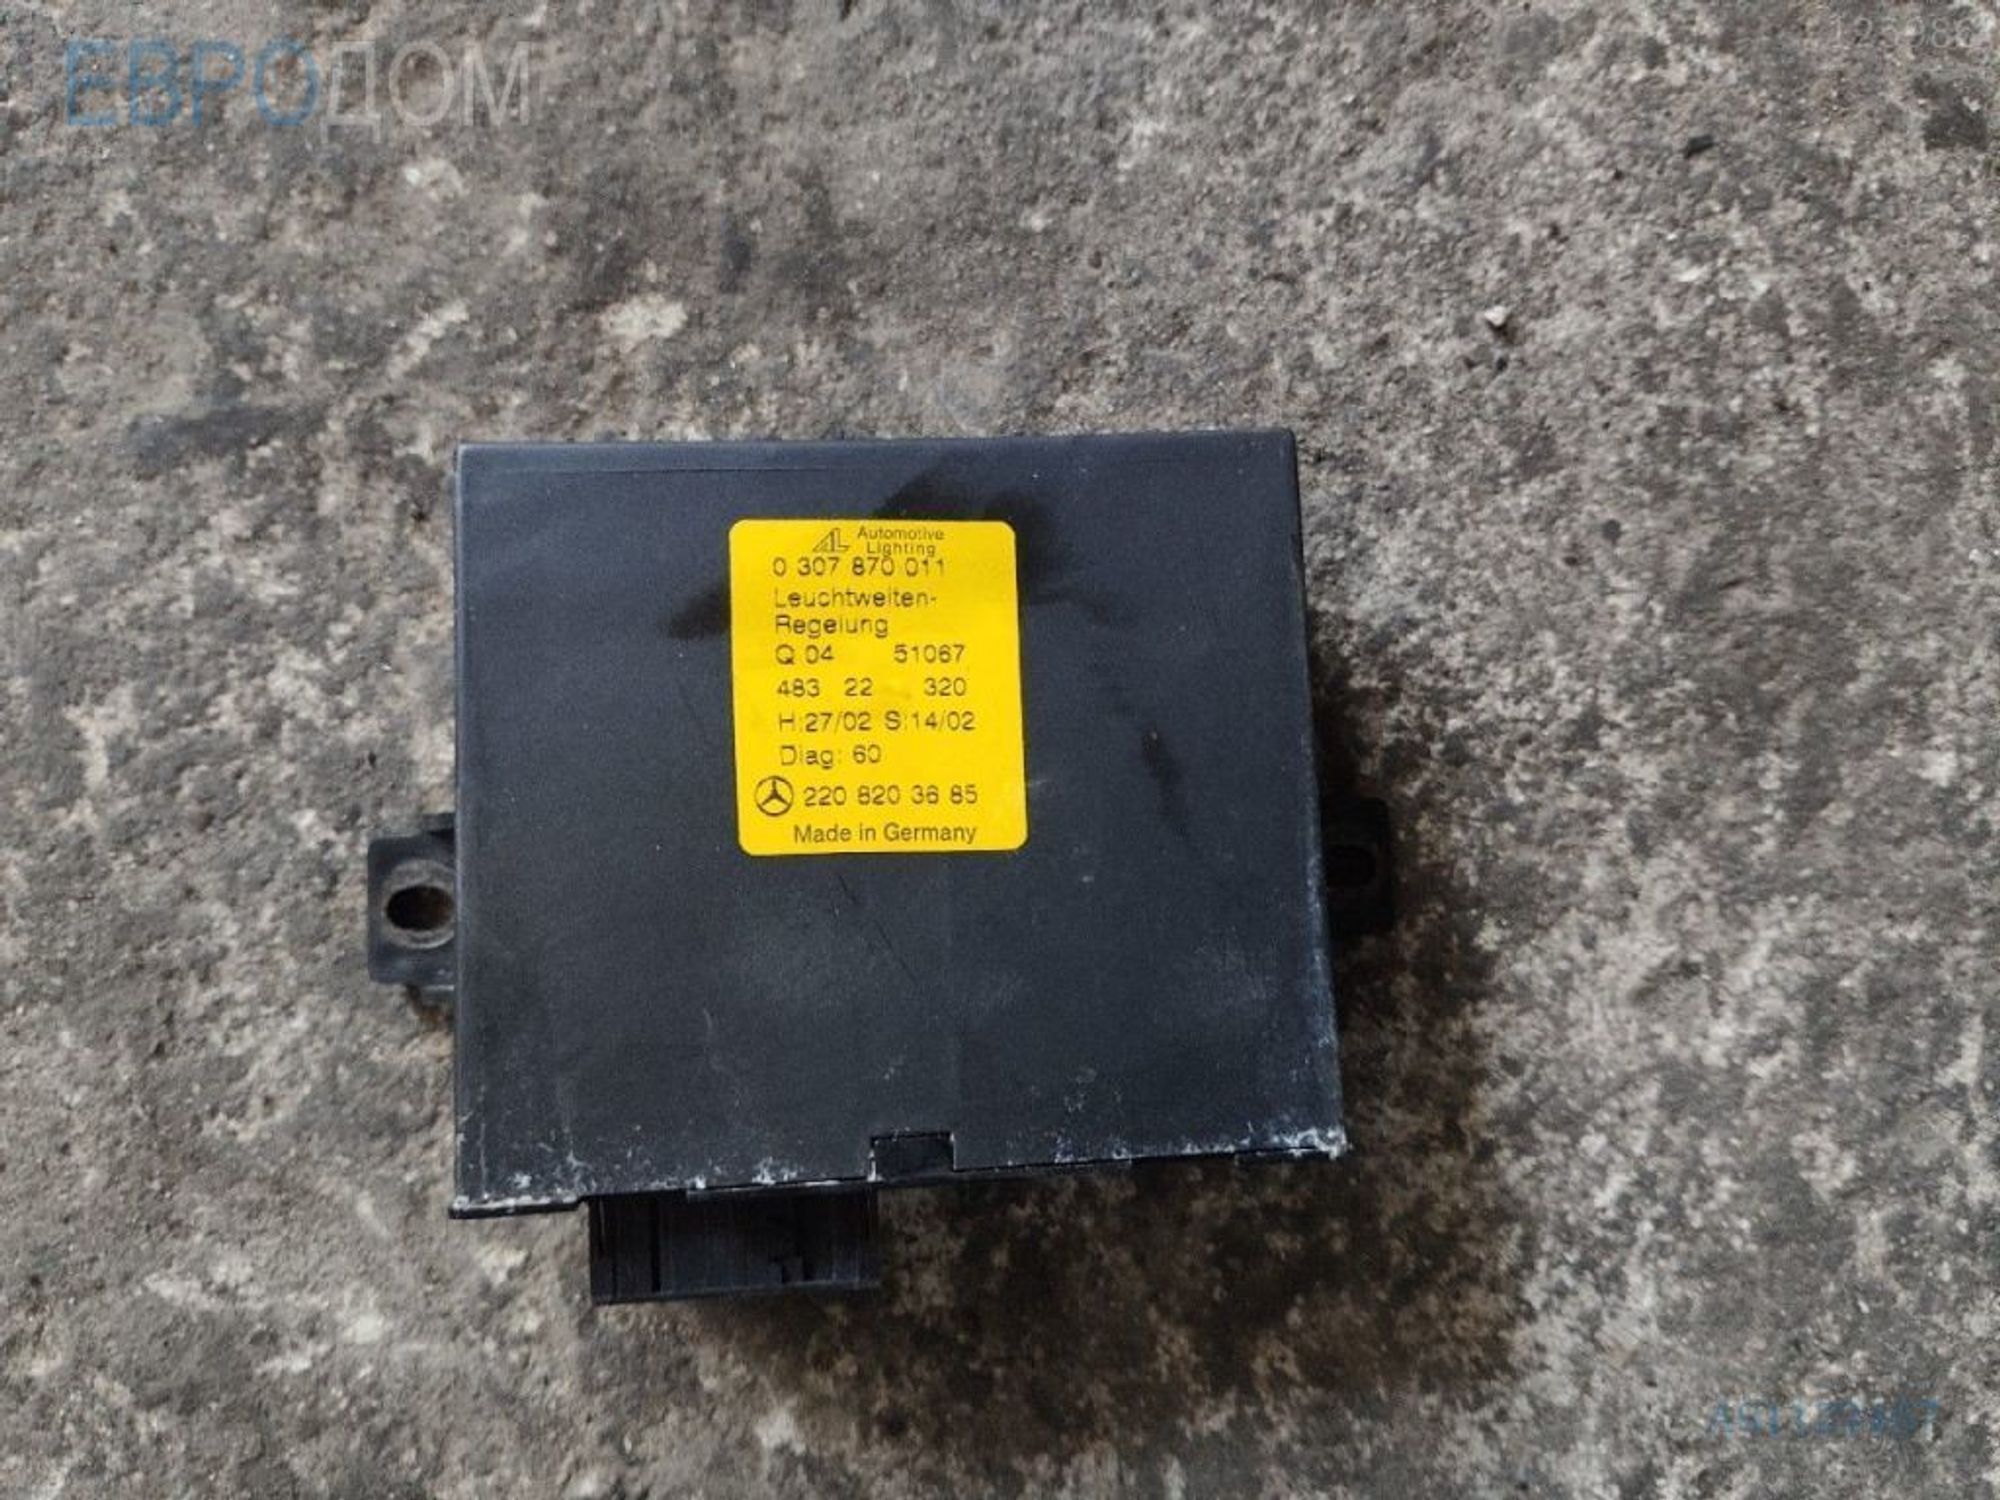 ЕВРОДОМ
Automotive
Lighting
0 307 870 011
Leuchtweiten-
Regelung
Q 04 51067
483 22 320
H:27/02 S:14/02
Diag: 60
220 820 36 85
Made in Germany